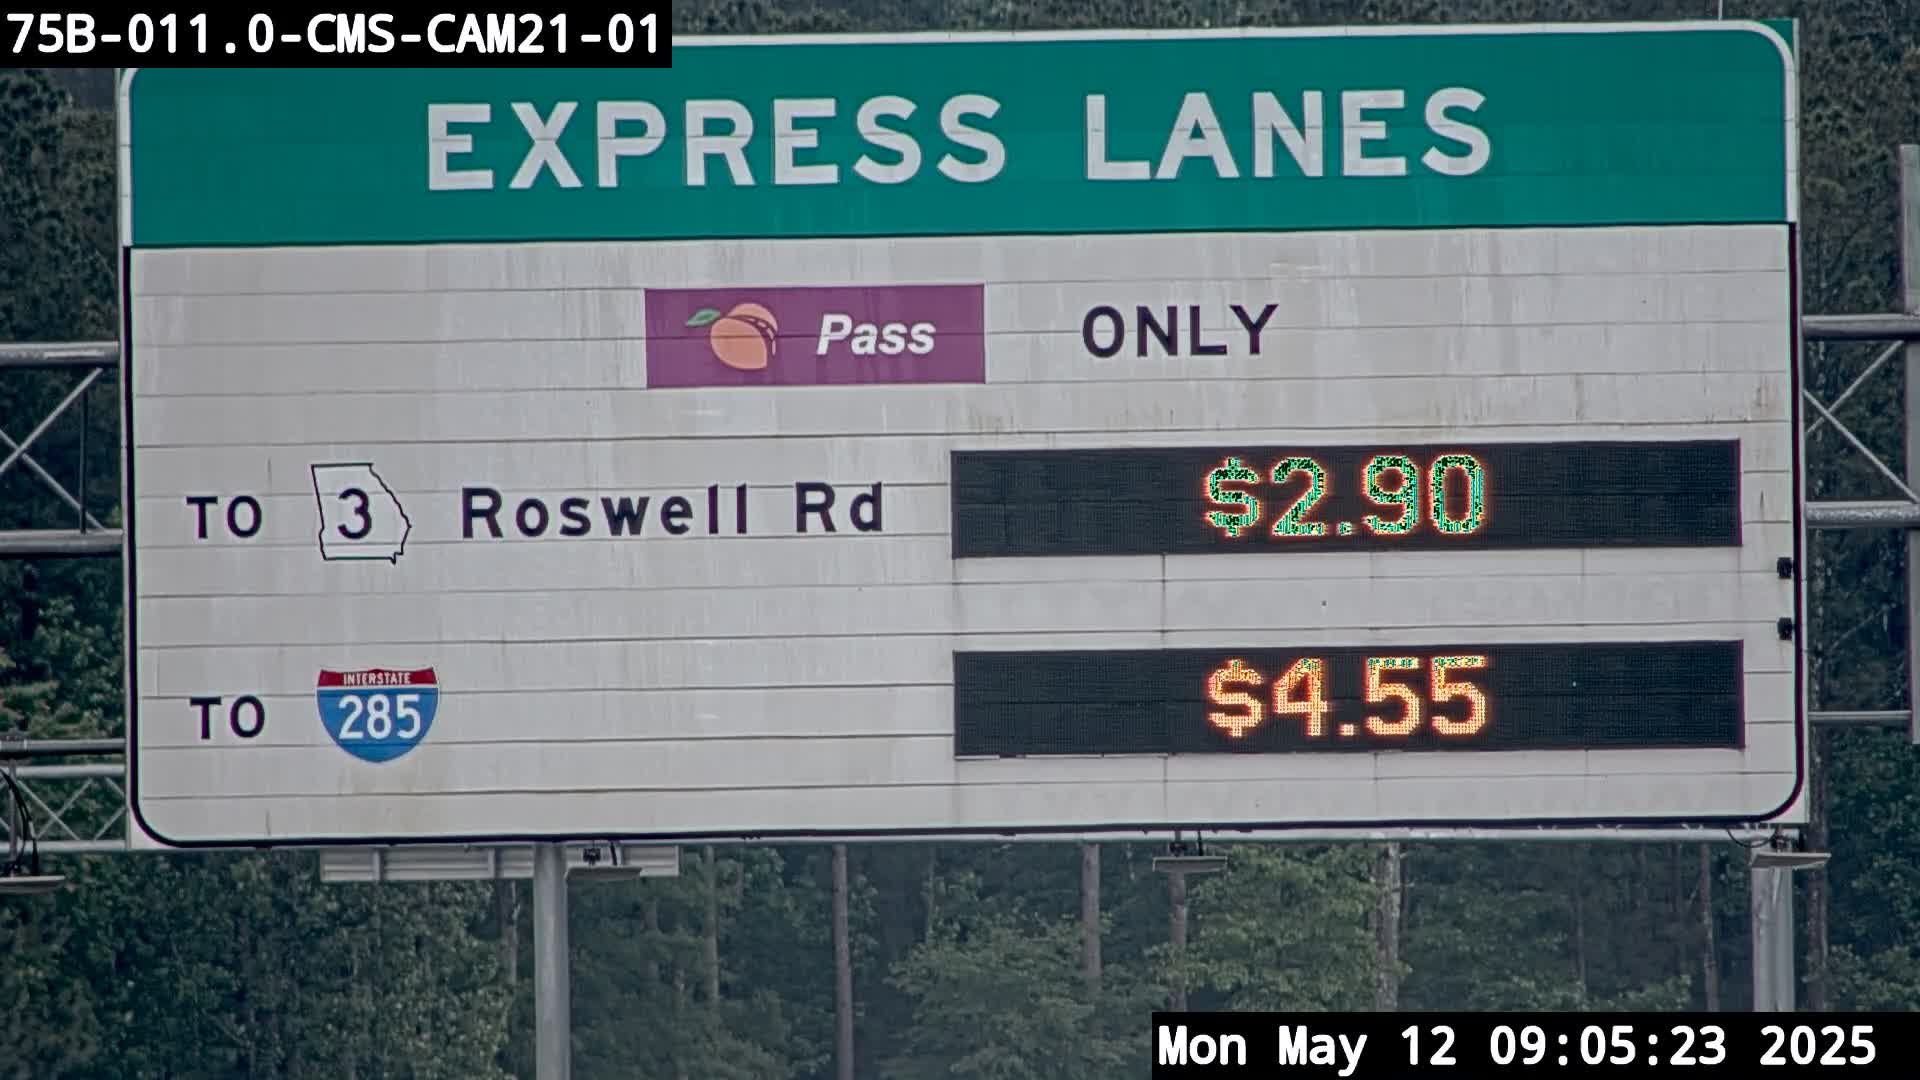 75B-011.0-CMS-CAM21-01
EXPRESS LANES
Pass ONLY
TO 3 Roswell Rd $2.90
TO INTERSTATE 285 $4.55
Mon May 12 09:05:23 2025